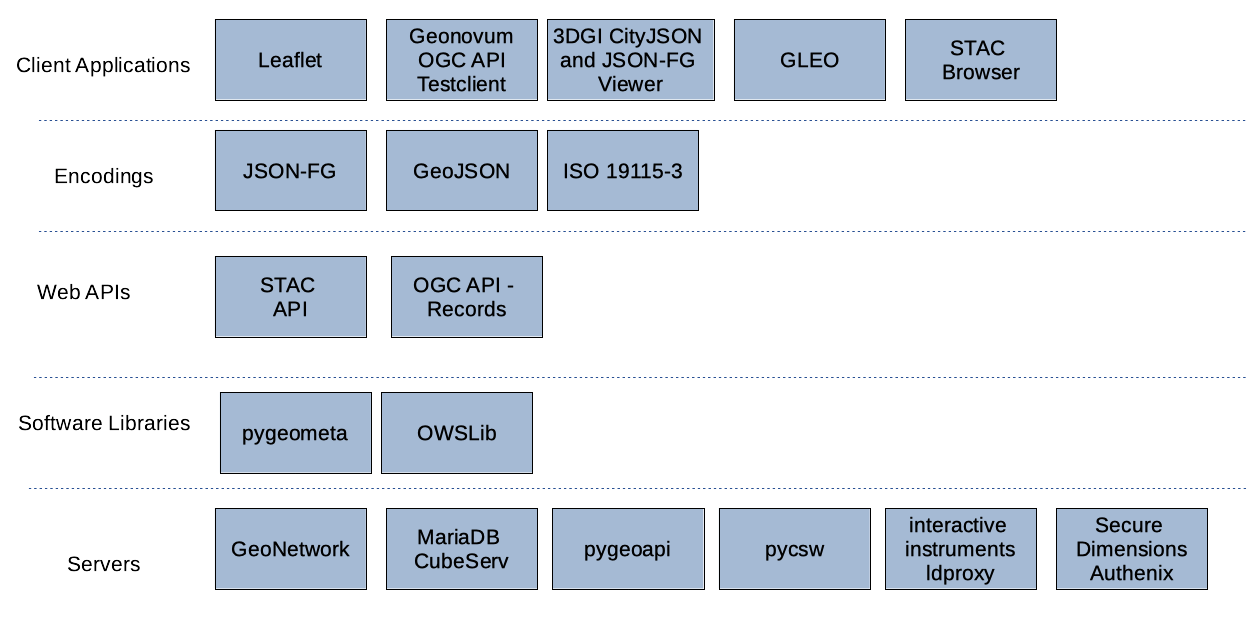 Client Applications
Leaflet
Geonovum
OGC API
Testclient
3DGI CityJSON
and JSON-FG
Viewer
GLEO
STAC
Browser
Encodings
JSON-FG
GeoJSON
ISO 19115-3
Web APIs
STAC
API
OGC API -
Records
Software Libraries
pygeometa
OWSLib
Servers
GeoNetwork
MariaDB
CubeServ
pygeoapi
pycsw
interactive
instruments
ldproxy
Secure
Dimensions
Authenix